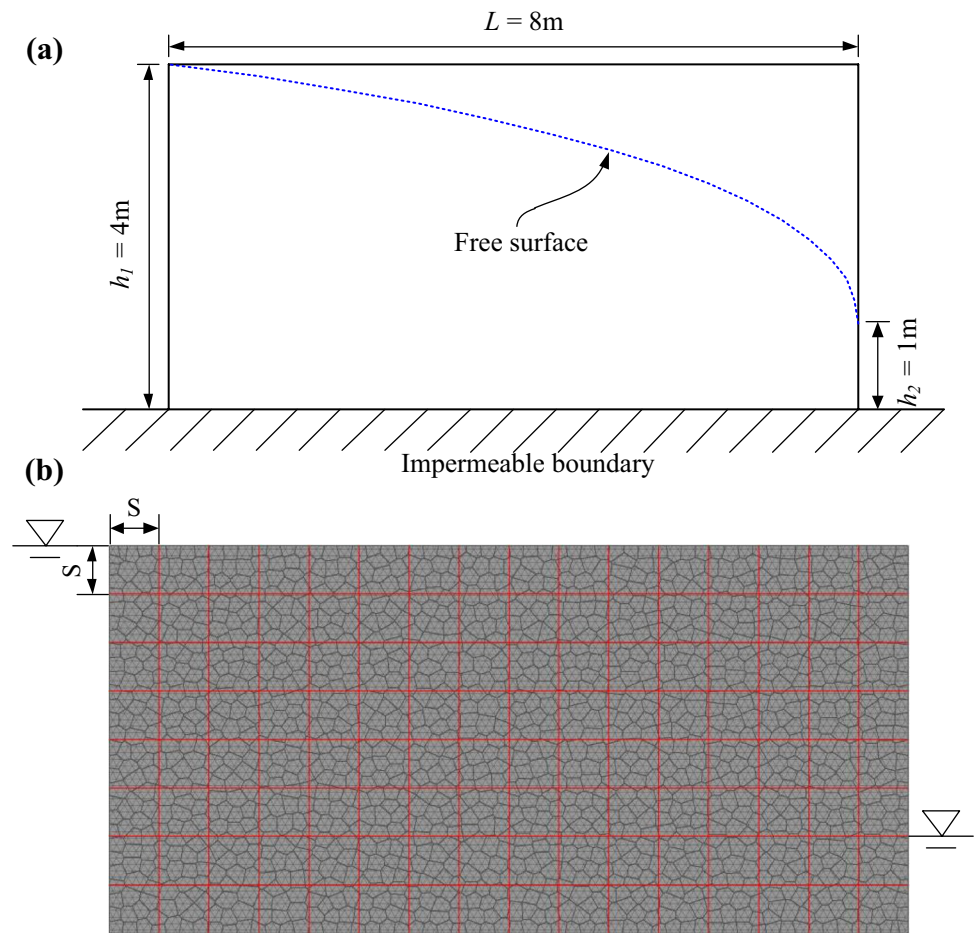 (a)
L = 8m
h1 = 4m
Free surface
h2 = 1m
Impermeable boundary
(b)
S
S